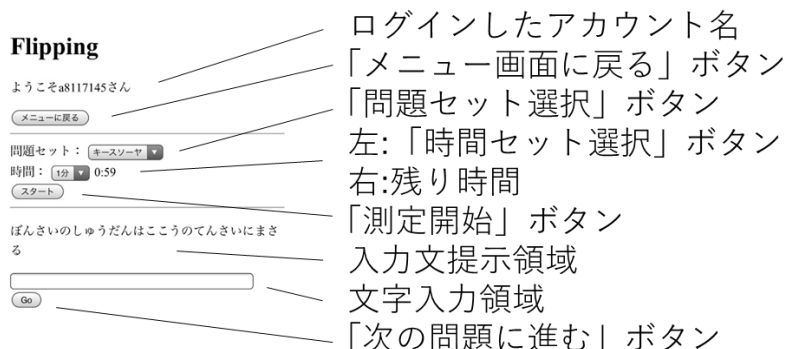 Flipping
ようこそa8117145さん
メニューに戻る
問題セット： キースソーヤ
時間： 1分 0:59
スタート
ぼんさいのしゅうだんはここうのてんさいにまさ
る
Go
ログインしたアカウント名
「メニュー画面に戻る」ボタン
「問題セット選択」ボタン
左:「時間セット選択」ボタン
右:残り時間
「測定開始」ボタン
入力文提示領域
文字入力領域
「次の問題に進む」ボタン